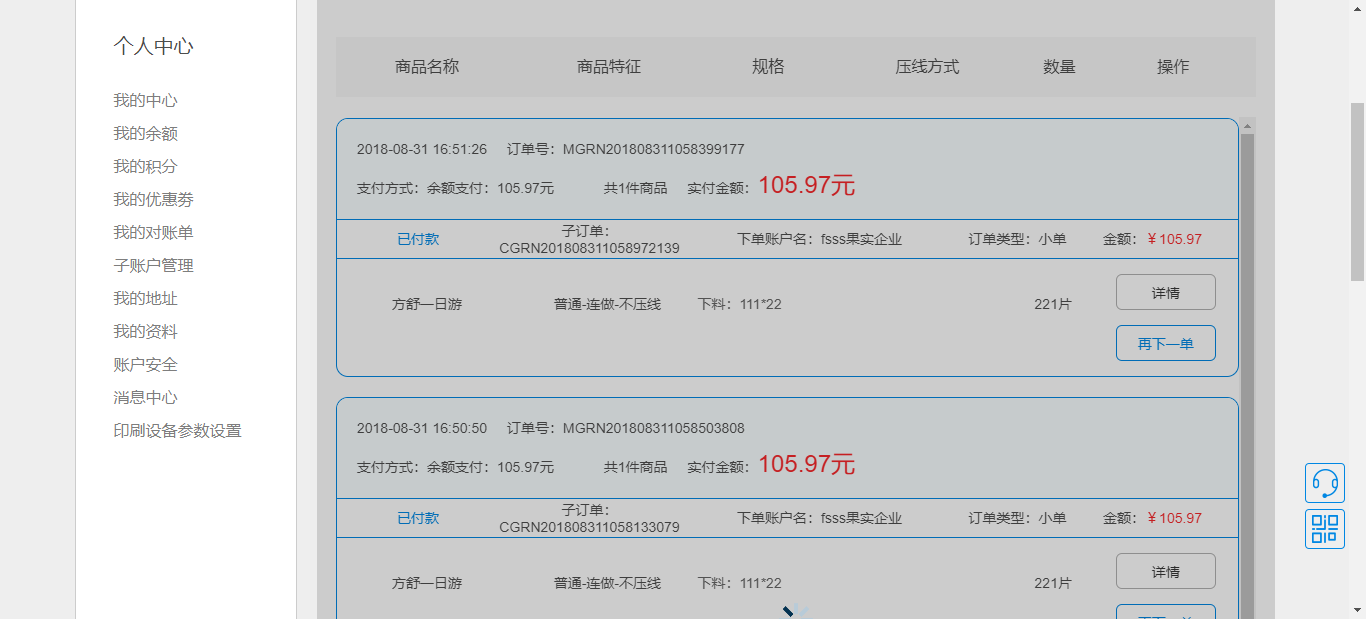 个人中心
我的中心
我的余额
我的积分
我的优惠劵
我的对账单
子账户管理
我的地址
我的资料
账户安全
消息中心
印刷设备参数设置
商品名称 商品特征 规格 压线方式 数量 操作
2018-08-31 16:51:26 订单号：MGRN201808311058399177
支付方式：余额支付：105.97元 共1件商品 实付金额：105.97元
已付款 子订单：
CGRN201808311058972139 下单账户名：fsss果实企业 订单类型：小单 金额：￥105.97
方舒一日游 普通-连做-不压线 下料：111*22 221片 详情
再下一单
2018-08-31 16:50:50 订单号：MGRN201808311058503808
支付方式：余额支付：105.97元 共1件商品 实付金额：105.97元
已付款 子订单：
CGRN201808311058133079 下单账户名：fsss果实企业 订单类型：小单 金额：￥105.97
方舒一日游 普通-连做-不压线 下料：111*22 221片 详情